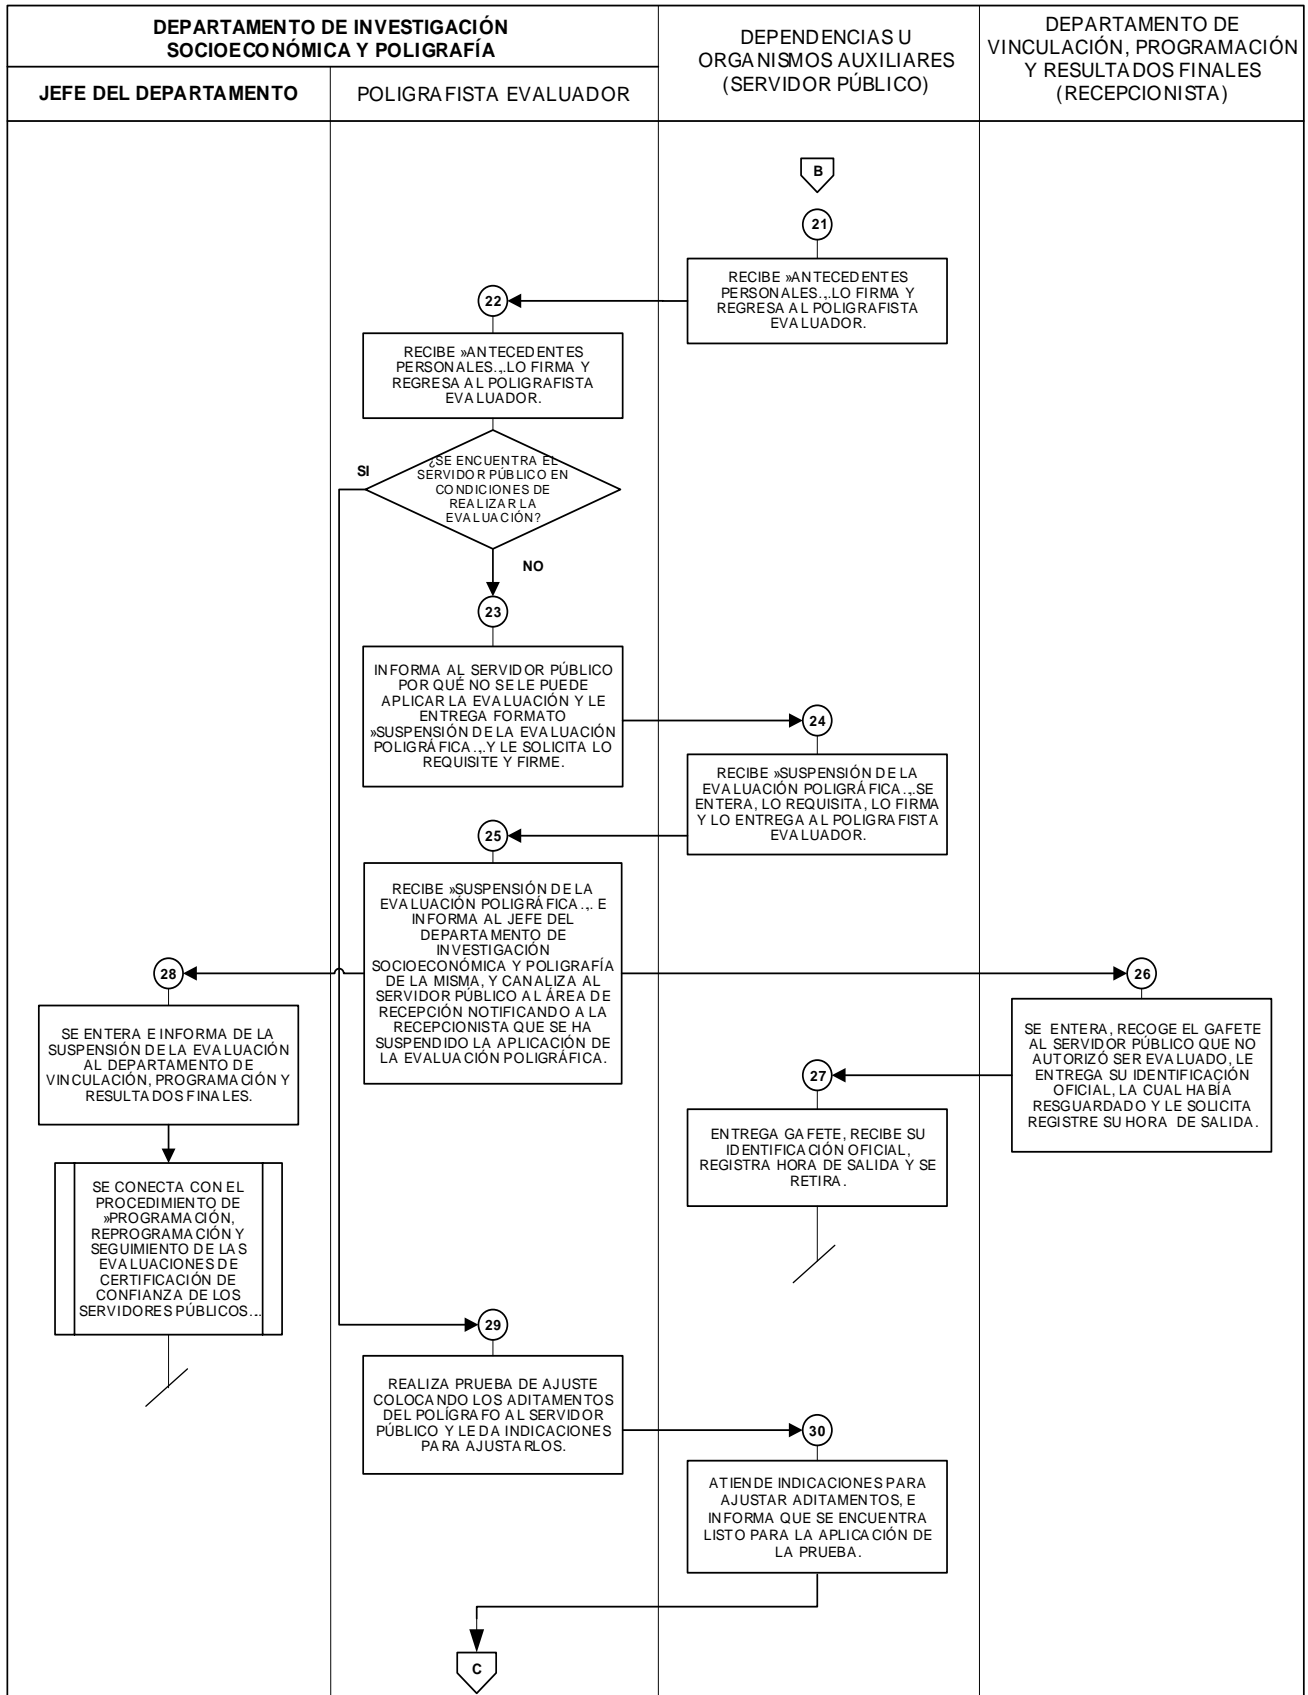 DEPARTAMENTO DE INVESTIGACIÓN
SOCIOECONÓMICA Y POLIGRAFÍA
JEFE DEL DEPARTAMENTO
POLIGRAFISTA EVALUADOR
DEPENDENCIAS U
ORGANISMOS AUXILIARES
(SERVIDOR PÚBLICO)
DEPARTAMENTO DE
VINCULACIÓN, PROGRAMACIÓN
Y RESULTADOS FINALES
(RECEPCIONISTA)
B
21
RECIBE »ANTECEDENTES
PERSONALES.,.LO FIRMA Y
REGRESA AL POLIGRAFISTA
EVALUADOR.
22
RECIBE »ANTECEDENTES
PERSONALES.,.LO FIRMA Y
REGRESA AL POLIGRAFISTA
EVALUADOR.
¿SE ENCUENTRA EL
SERVIDOR PÚBLICO EN
CONDICIONES DE
REALIZAR LA
EVALUACIÓN?
SI
NO
23
INFORMA AL SERVIDOR PÚBLICO
POR QUÉ NO SE LE PUEDE
APLICAR LA EVALUACIÓN Y LE
ENTREGA FORMATO
»SUSPENSIÓN DE LA EVALUACIÓN
POLIGRÁFICA.,.Y LE SOLICITA LO
REQUISITE Y FIRME.
24
RECIBE »SUSPENSIÓN DE LA
EVALUACIÓN POLIGRÁFICA.,.SE
ENTERA, LO REQUISITA, LO FIRMA
Y LO ENTREGA AL POLIGRAFISTA
EVALUADOR.
25
RECIBE »SUSPENSIÓN DE LA
EVALUACIÓN POLIGRÁFICA.,. E
INFORMA AL JEFE DEL
DEPARTAMENTO DE
INVESTIGACIÓN
SOCIOECONÓMICA Y POLIGRAFÍA
DE LA MISMA, Y CANALIZA AL
SERVIDOR PÚBLICO AL ÁREA DE
RECEPCIÓN NOTIFICANDO A LA
RECEPCIONISTA QUE SE HA
SUSPENDIDO LA APLICACIÓN DE
LA EVALUACIÓN POLIGRÁFICA.
26
SE ENTERA, RECOGE EL GAFETE
AL SERVIDOR PÚBLICO QUE NO
AUTORIZÓ SER EVALUADO, LE
ENTREGA SU IDENTIFICACIÓN
OFICIAL, LA CUAL HABÍA
RESGUARDADO Y LE SOLICITA
REGISTRE SU HORA DE SALIDA.
27
ENTREGA GAFETE, RECIBE SU
IDENTIFICACIÓN OFICIAL,
REGISTRA HORA DE SALIDA Y SE
RETIRA.
28
SE ENTERA E INFORMA DE LA
SUSPENSIÓN DE LA EVALUACIÓN
AL DEPARTAMENTO DE
VINCULACIÓN, PROGRAMACIÓN Y
RESULTADOS FINALES.
SE CONECTA CON EL
PROCEDIMIENTO DE
»PROGRAMACIÓN,
REPROGRAMACIÓN Y
SEGUIMIENTO DE LAS
EVALUACIONES DE
CERTIFICACIÓN DE
CONFIANZA DE LOS
SERVIDORES PÚBLICOS.,.
29
REALIZA PRUEBA DE AJUSTE
COLOCANDO LOS ADITAMENTOS
DEL POLÍGRAFO AL SERVIDOR
PÚBLICO Y LE DA INDICACIONES
PARA AJUSTARLOS.
30
ATIENDE INDICACIONES PARA
AJUSTAR ADITAMENTOS, E
INFORMA QUE SE ENCUENTRA
LISTO PARA LA APLICACIÓN DE
LA PRUEBA.
C